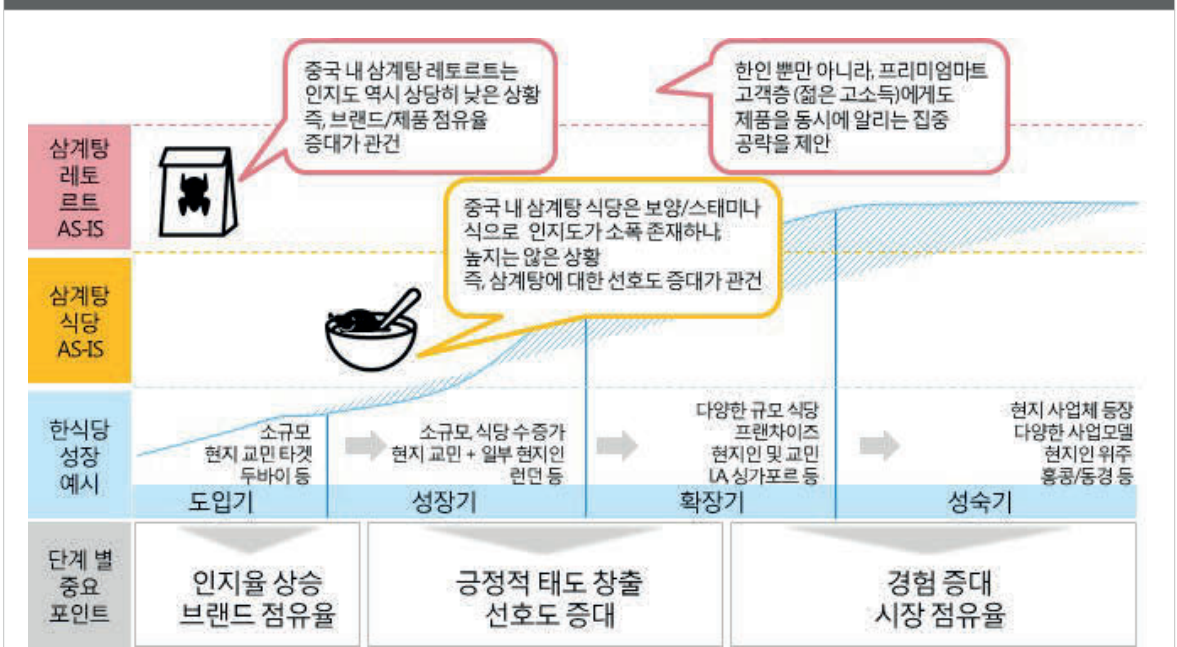 중국 내 삼계탕 레토르트는
인지도 역시 상당히 낮은 상황
즉, 브랜드/제품 점유율
증대가 관건
한인 뿐만 아니라, 프리미엄마트
고객층 (젊은 고소득)에게도
제품을 동시에 알리는 집중
공략을 제안
삼계탕
레토
르트
AS-IS
중국 내 삼계탕 식당은 보양/스태미나
식으로 인지도가 소폭 존재하나,
높지는 않은 상황
즉, 삼계탕에 대한 선호도 증대가 관건
삼계탕
식당
AS-IS
한식당
성장
예시
소규모
현지 교민 타겟
두바이 등
소규모, 식당 수 증가
현지 교민 + 일부 현지인
런던 등
다양한 규모 식당
프랜차이즈
현지인 및 교민
LA 싱가포르 등
현지 사업체 등장
다양한 사업모델
현지인 위주
홍콩/동경 등
도입기
성장기
확장기
성숙기
단계 별
중요
포인트
인지율 상승
브랜드 점유율
긍정적 태도 창출
선호도 증대
경험 증대
시장 점유율